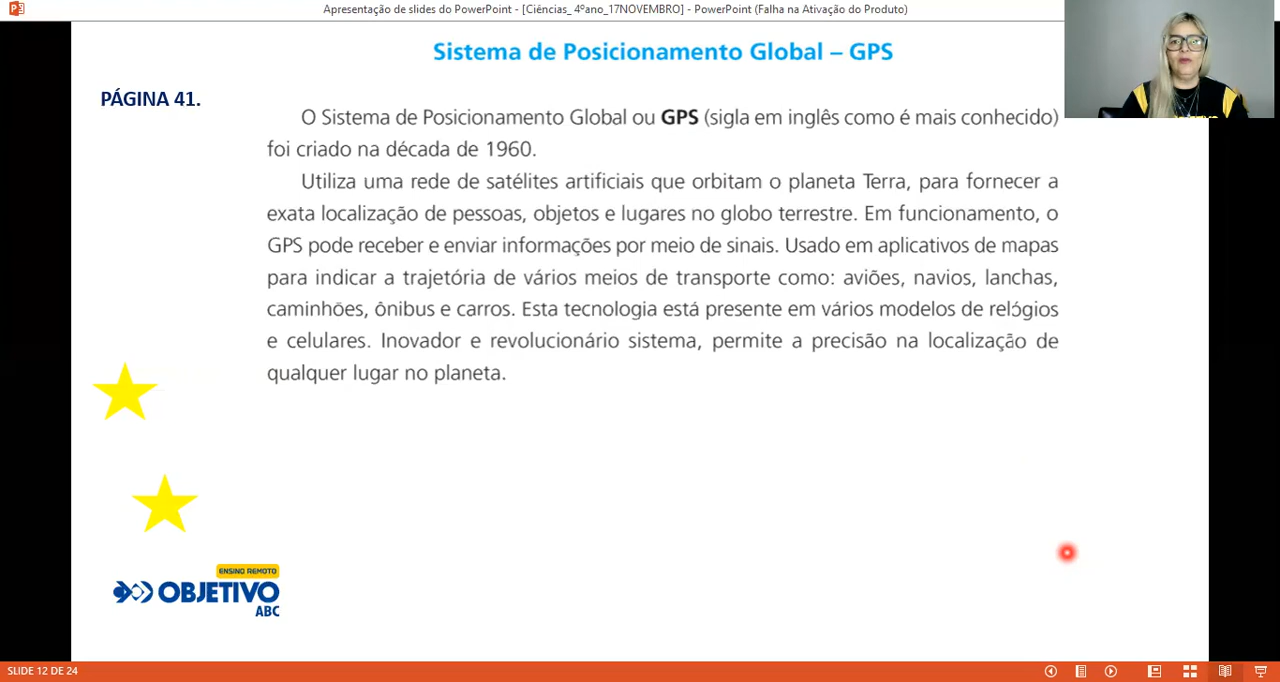 Apresentação de slides do PowerPoint - [Ciências_ 4ºano_17NOVEMBRO] - PowerPoint (Falha na Ativação do Produto)
Sistema de Posicionamento Global – GPS
PÁGINA 41.
O Sistema de Posicionamento Global ou GPS (sigla em inglês como é mais conhecido)
foi criado na década de 1960.
Utiliza uma rede de satélites artificiais que orbitam o planeta Terra, para fornecer a
exata localização de pessoas, objetos e lugares no globo terrestre. Em funcionamento, o
GPS pode receber e enviar informações por meio de sinais. Usado em aplicativos de mapas
para indicar a trajetória de vários meios de transporte como: aviões, navios, lanchas,
caminhões, ônibus e carros. Esta tecnologia está presente em vários modelos de relógios
e celulares. Inovador e revolucionário sistema, permite a precisão na localização de
qualquer lugar no planeta.
ENSINO REMOTO
OBJETIVO
ABC
SLIDE 12 DE 24